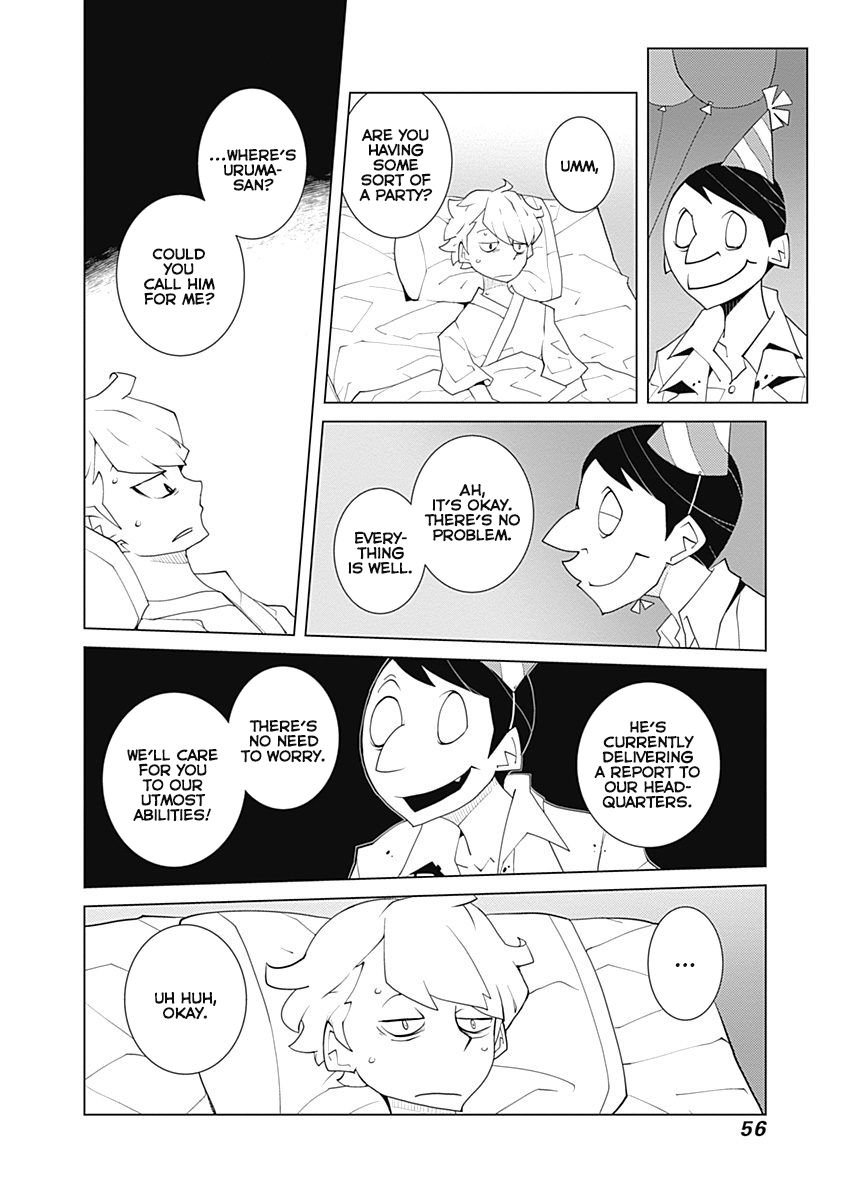 UMM,
ARE YOU
HAVING
SOME
SORT OF
A PARTY?
...WHERE'S
URUMA-
SAN?
COULD
YOU
CALL HIM
FOR ME?
AH,
IT'S OKAY.
THERE'S NO
PROBLEM.
EVERY-
THING
IS WELL.
HE'S
CURRENTLY
DELIVERING
A REPORT TO
OUR HEAD-
QUARTERS.
THERE'S
NO NEED
TO WORRY.
WE'LL CARE
FOR YOU
TO OUR
UTMOST
ABILITIES!
...
UH HUH,
OKAY.
56